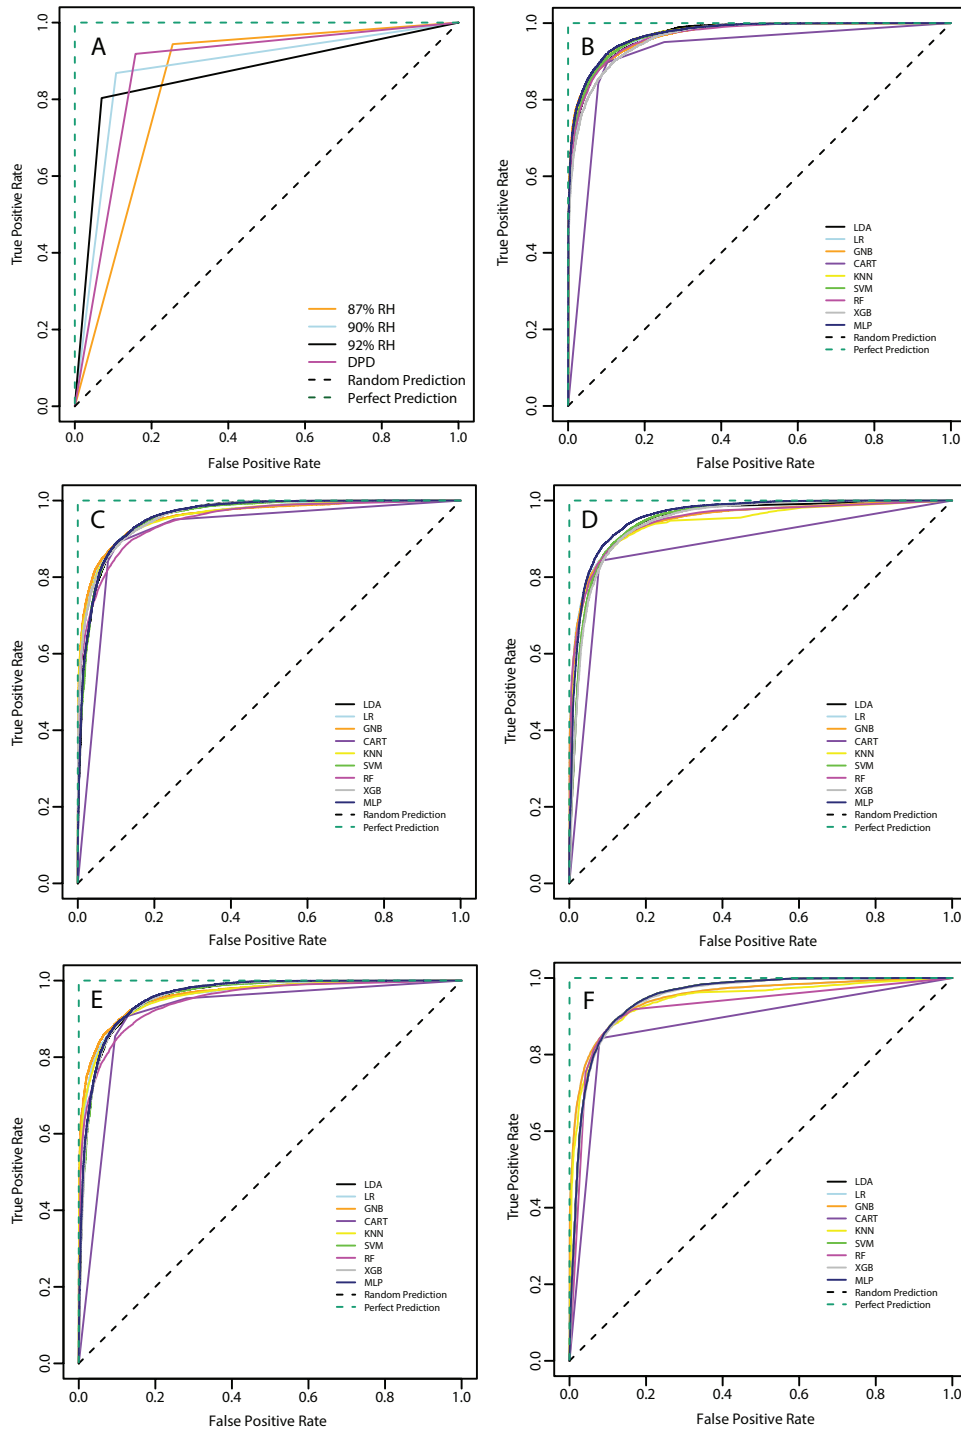 A
True Positive Rate
1.0
0.8
0.6
0.4
0.2
0.0
87% RH
90% RH
92% RH
DPD
Random Prediction
Perfect Prediction
0.0 0.2 0.4 0.6 0.8 1.0
False Positive Rate
B
True Positive Rate
1.0
0.8
0.6
0.4
0.2
0.0
LDA
LR
GNB
CART
KNN
SVM
RF
XGB
MLP
Random Prediction
Perfect Prediction
0.0 0.2 0.4 0.6 0.8 1.0
False Positive Rate
C
True Positive Rate
1.0
0.8
0.6
0.4
0.2
0.0
LDA
LR
GNB
CART
KNN
SVM
RF
XGB
MLP
Random Prediction
Perfect Prediction
0.0 0.2 0.4 0.6 0.8 1.0
False Positive Rate
D
True Positive Rate
1.0
0.8
0.6
0.4
0.2
0.0
LDA
LR
GNB
CART
KNN
SVM
RF
XGB
MLP
Random Prediction
Perfect Prediction
0.0 0.2 0.4 0.6 0.8 1.0
False Positive Rate
E
True Positive Rate
1.0
0.8
0.6
0.4
0.2
0.0
LDA
LR
GNB
CART
KNN
SVM
RF
XGB
MLP
Random Prediction
Perfect Prediction
0.0 0.2 0.4 0.6 0.8 1.0
False Positive Rate
F
True Positive Rate
1.0
0.8
0.6
0.4
0.2
0.0
LDA
LR
GNB
CART
KNN
SVM
RF
XGB
MLP
Random Prediction
Perfect Prediction
0.0 0.2 0.4 0.6 0.8 1.0
False Positive Rate